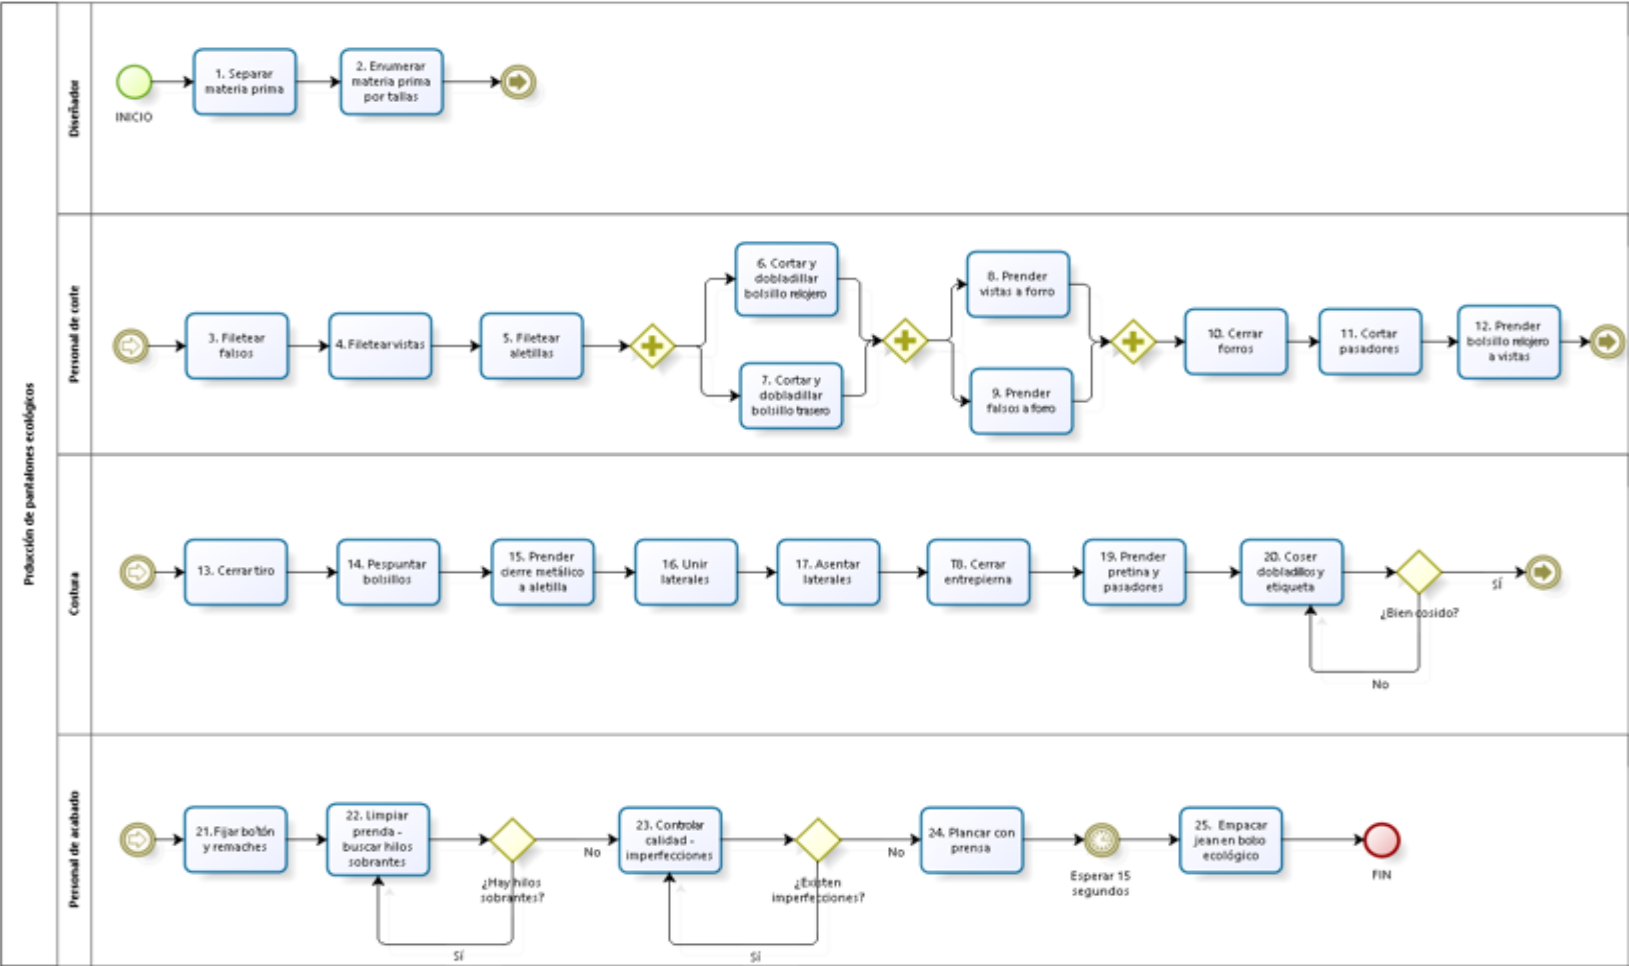 Prducción de pantalones ecológicos
Diseñador
INICIO
1. Separar
materia prima
2. Enumerar
materia prima
por tallas
Personal de corte
3. Filetear
falsos
4. Filetear vistas
5. Filetear
aletillas
6. Cortar y
dobladillar
bolsillo relojero
7. Cortar y
dobladillar
bolsillo trasero
8. Prender
vistas a forro
9. Prender
falsos a forro
10. Cerrar
forros
11. Cortar
pasadores
12. Prender
bolsillo relojero
a vistas
Costura
13. Cerrar tiro
14. Pespuntar
bolsillos
15. Prender
cierre metálico
a aletilla
16. Unir
laterales
17. Asentar
laterales
18. Cerrar
entrepierna
19. Prender
pretina y
pasadores
20. Coser
dobladillos y
etiqueta
¿Bien cosido?
SÍ
No
Personal de acabado
21. Fijar botón
y remaches
22. Limpiar
prenda -
buscar hilos
sobrantes
¿Hay hilos
sobrantes?
No
Sí
23. Controlar
calidad -
imperfecciones
¿Existen
imperfecciones?
No
Sí
24. Plancar con
prensa
Esperar 15
segundos
25. Empacar
jean en bolso
ecológico
FIN